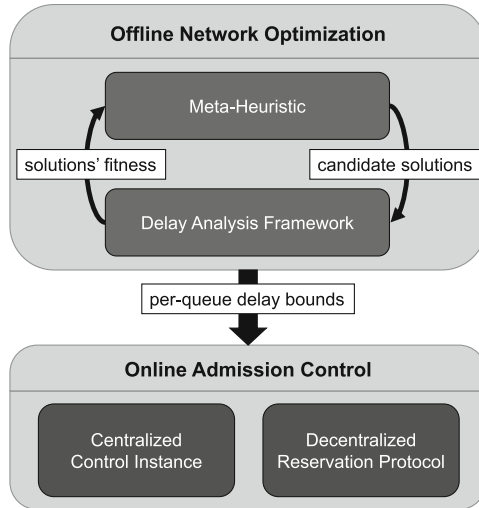 Offline Network Optimization
Meta-Heuristic
solutions' fitness
candidate solutions
Delay Analysis Framework
per-queue delay bounds
Online Admission Control
Centralized
Control Instance
Decentralized
Reservation Protocol